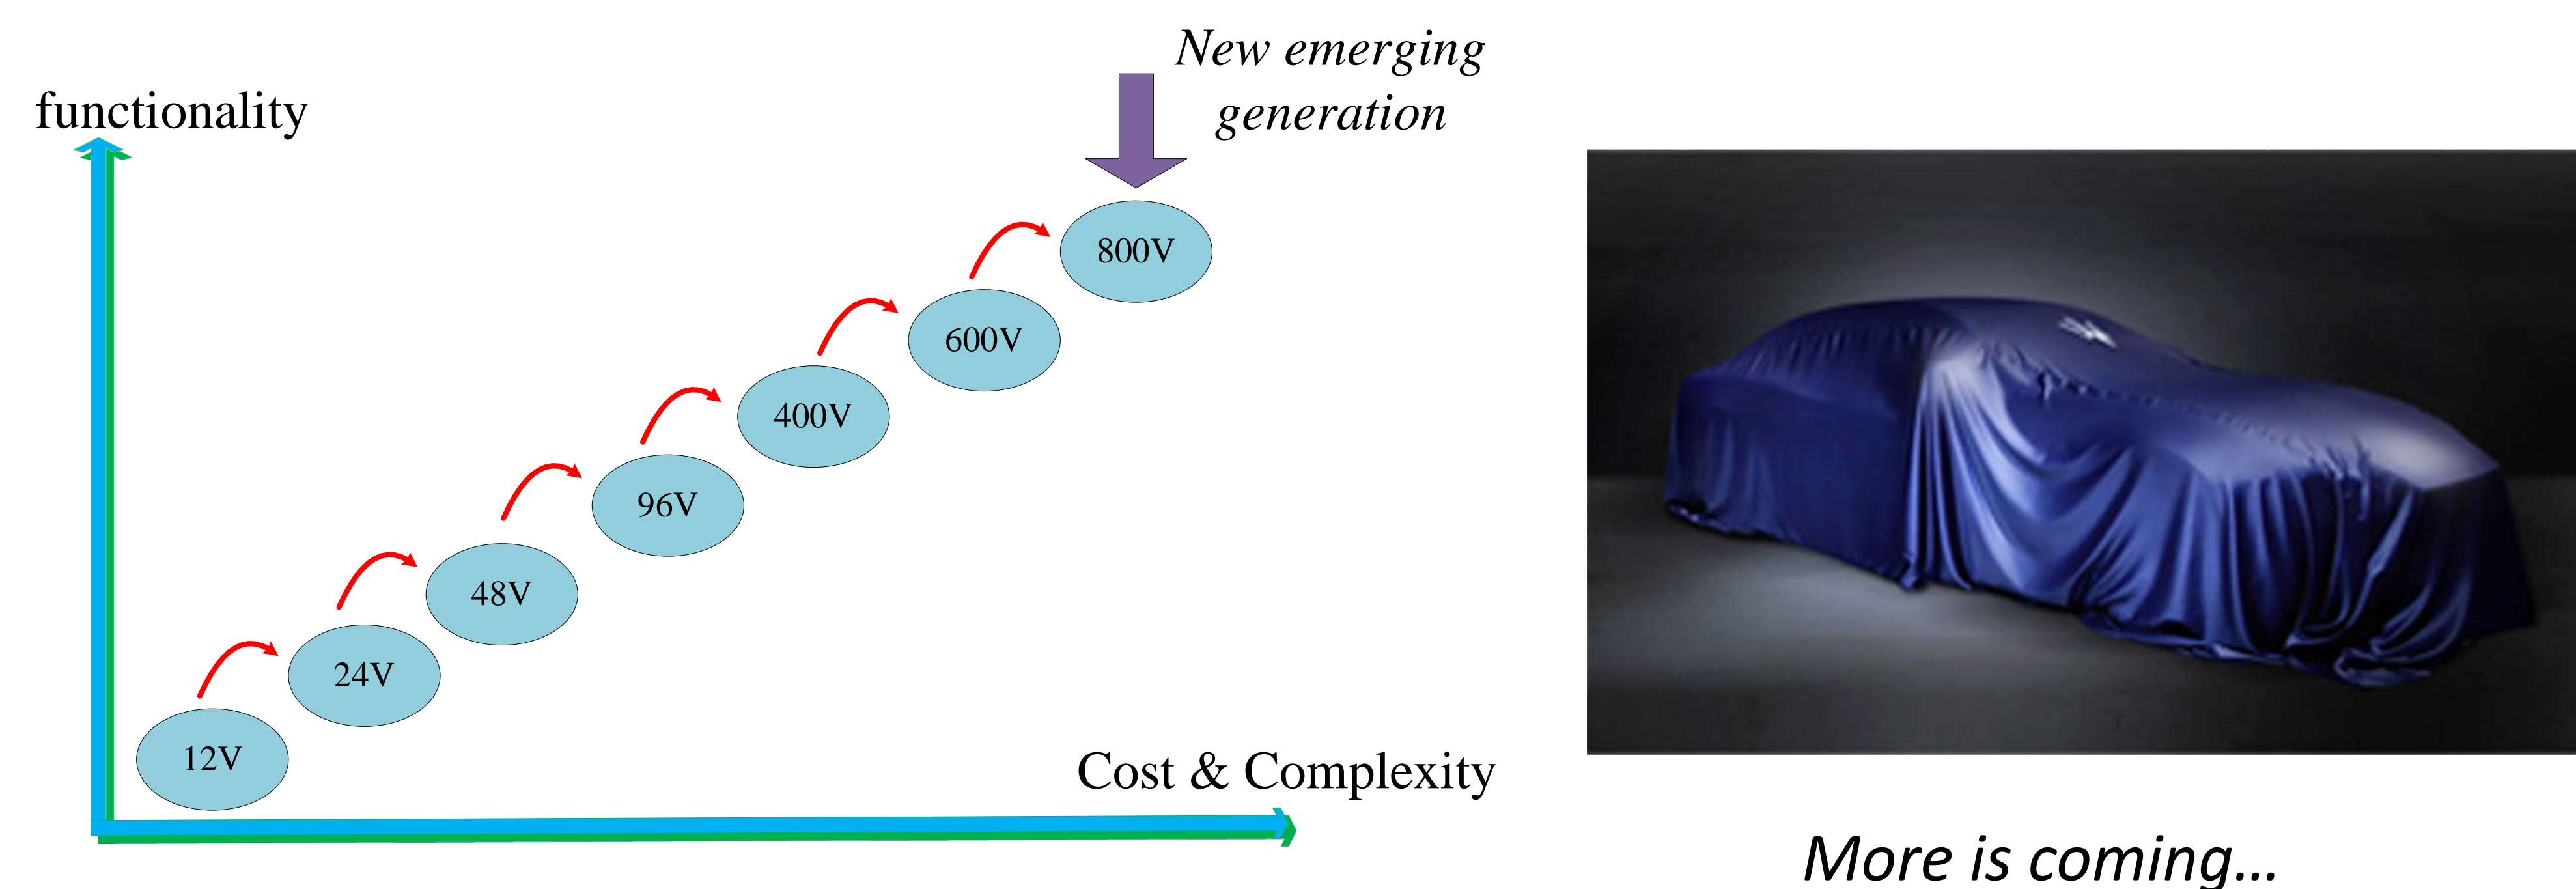 New emerging
generation
functionality
800V
600V
400V
96V
48V
24V
12V
Cost & Complexity
More is coming...